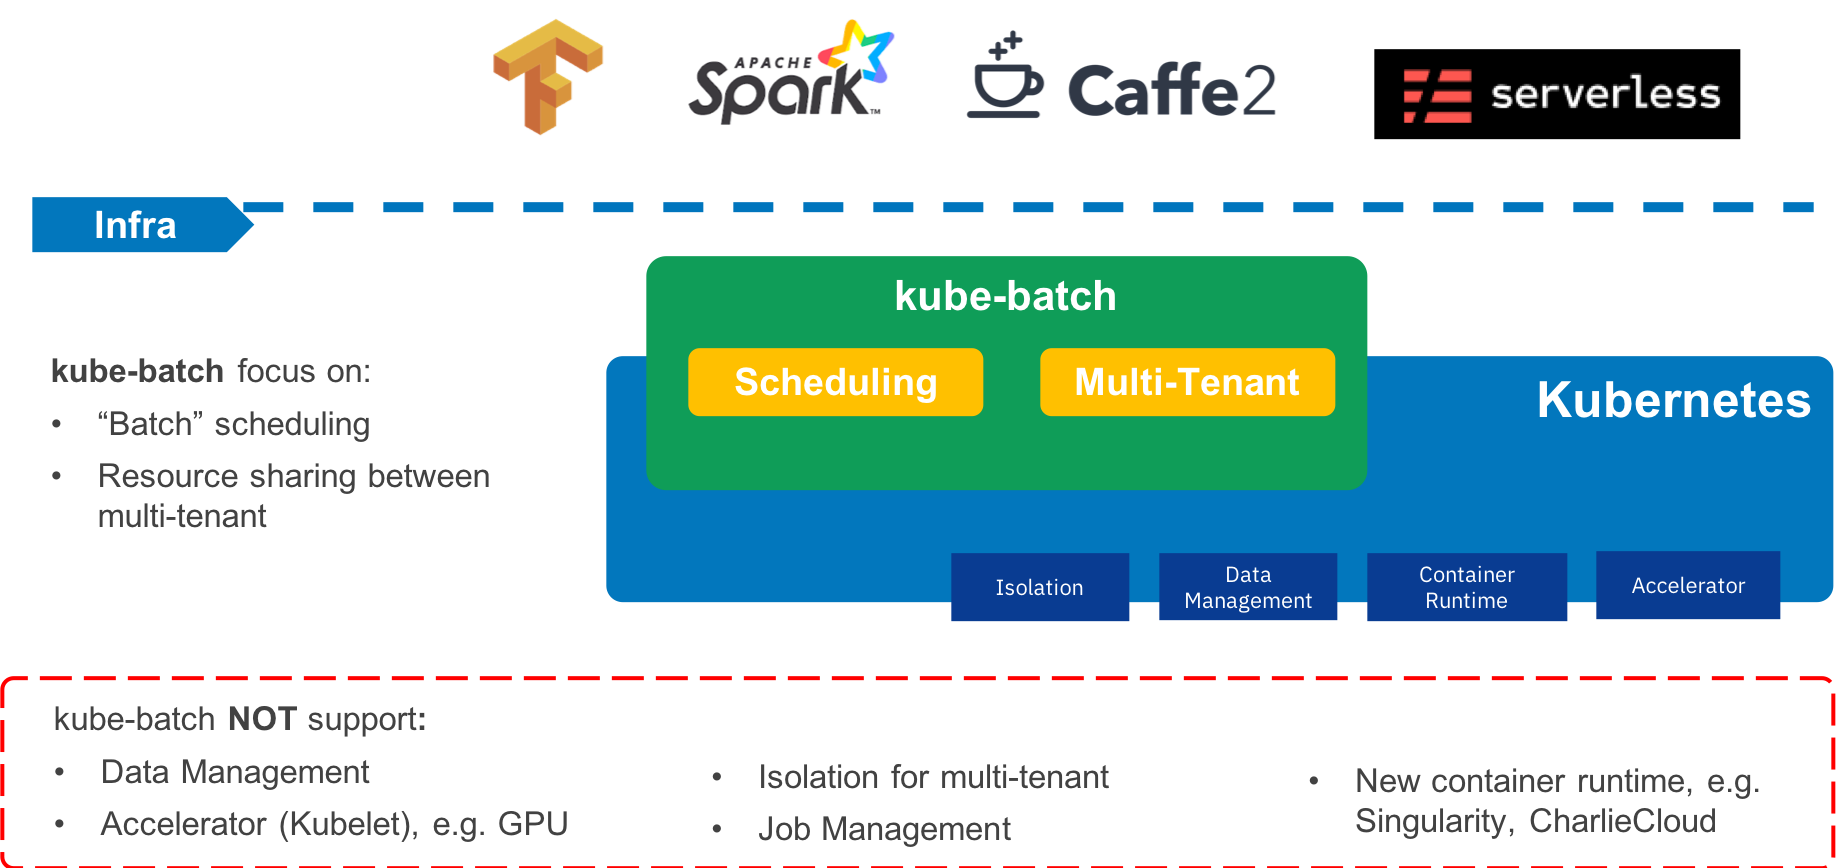 APACHE
Spark™
Caffe2
serverless
Infra
kube-batch
Scheduling
Multi-Tenant
Kubernetes
kube-batch focus on:
• “Batch” scheduling
• Resource sharing between
multi-tenant
Isolation
Data
Management
Container
Runtime
Accelerator
kube-batch NOT support:
• Data Management
• Accelerator (Kubelet), e.g. GPU
• Isolation for multi-tenant
• Job Management
• New container runtime, e.g.
Singularity, CharlieCloud